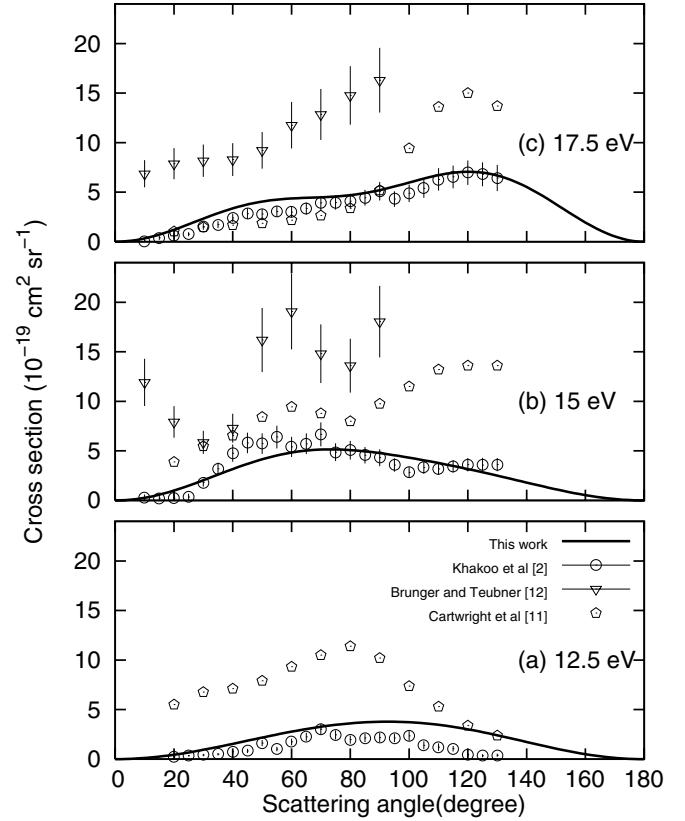 20
15
10
5
0
(c) 17.5 eV
Cross section (10⁻¹⁹ cm² sr⁻¹)
20
15
10
5
0
(b) 15 eV
20
15
10
5
0
This work
Khakoo et al [2]
Brunger and Teubner [12]
Cartwright et al [11]
(a) 12.5 eV
0 20 40 60 80 100 120 140 160 180
Scattering angle(degree)